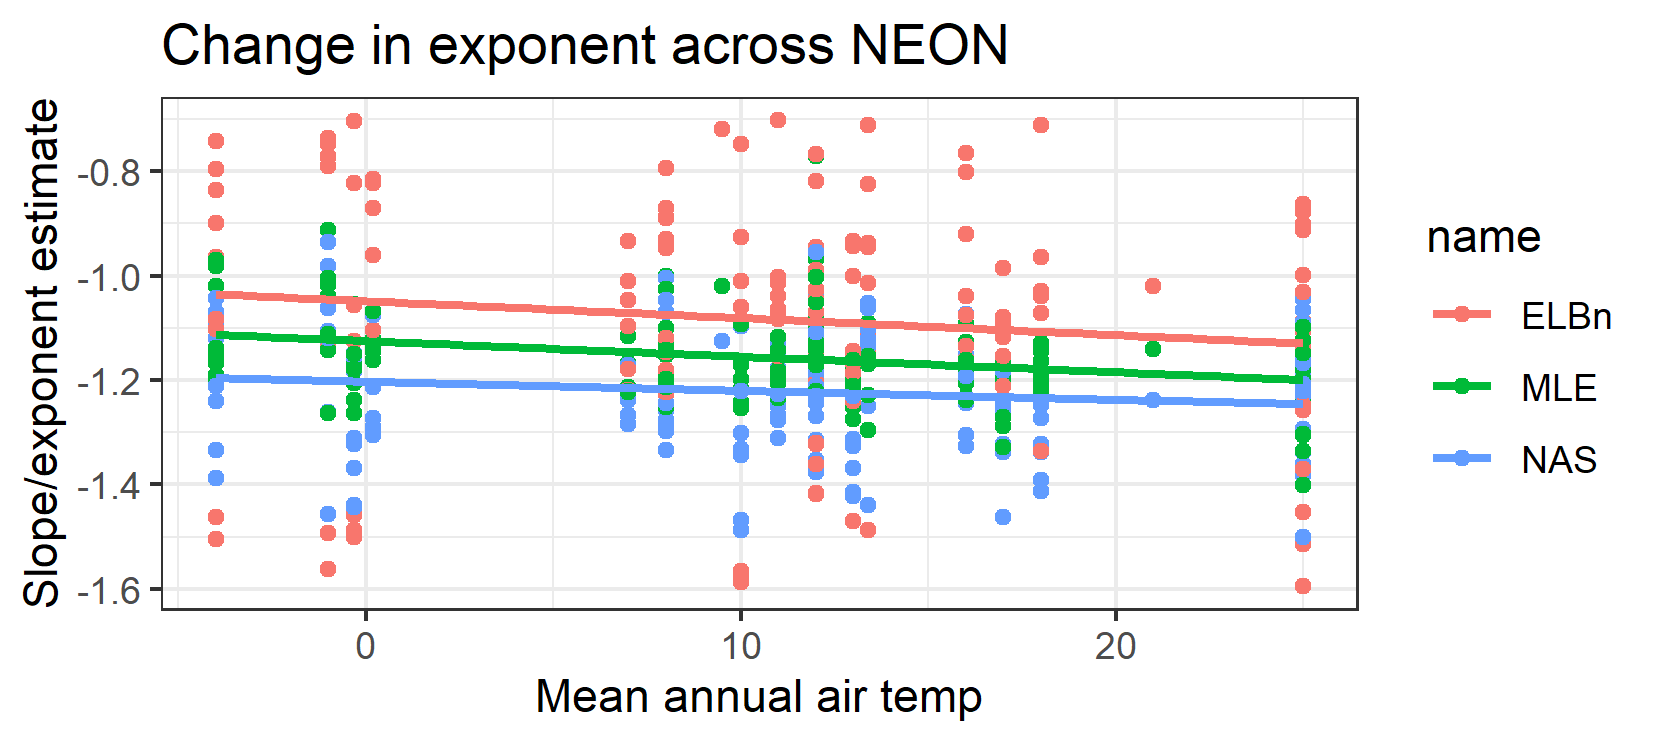 Change in exponent across NEON
Slope/exponent estimate
-0.8
-1.0
-1.2
-1.4
-1.6
0
10
20
Mean annual air temp
name
ELBn
MLE
NAS